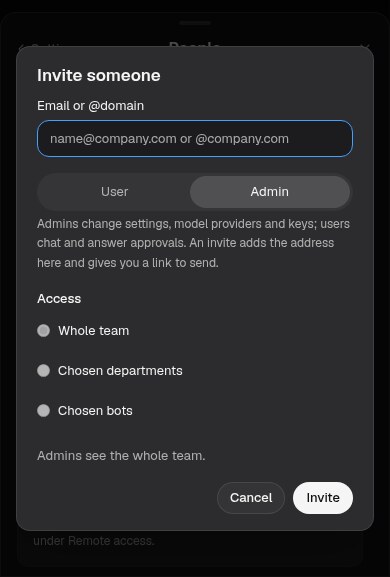 People
Invite someone
Email or @domain
name@company.com or @company.com
User
Admin
Admins change settings, model providers and keys; users
chat and answer approvals. An invite adds the address
here and gives you a link to send.
Access
Whole team
Chosen departments
Chosen bots
Admins see the whole team.
Cancel
Invite
under Remote access.